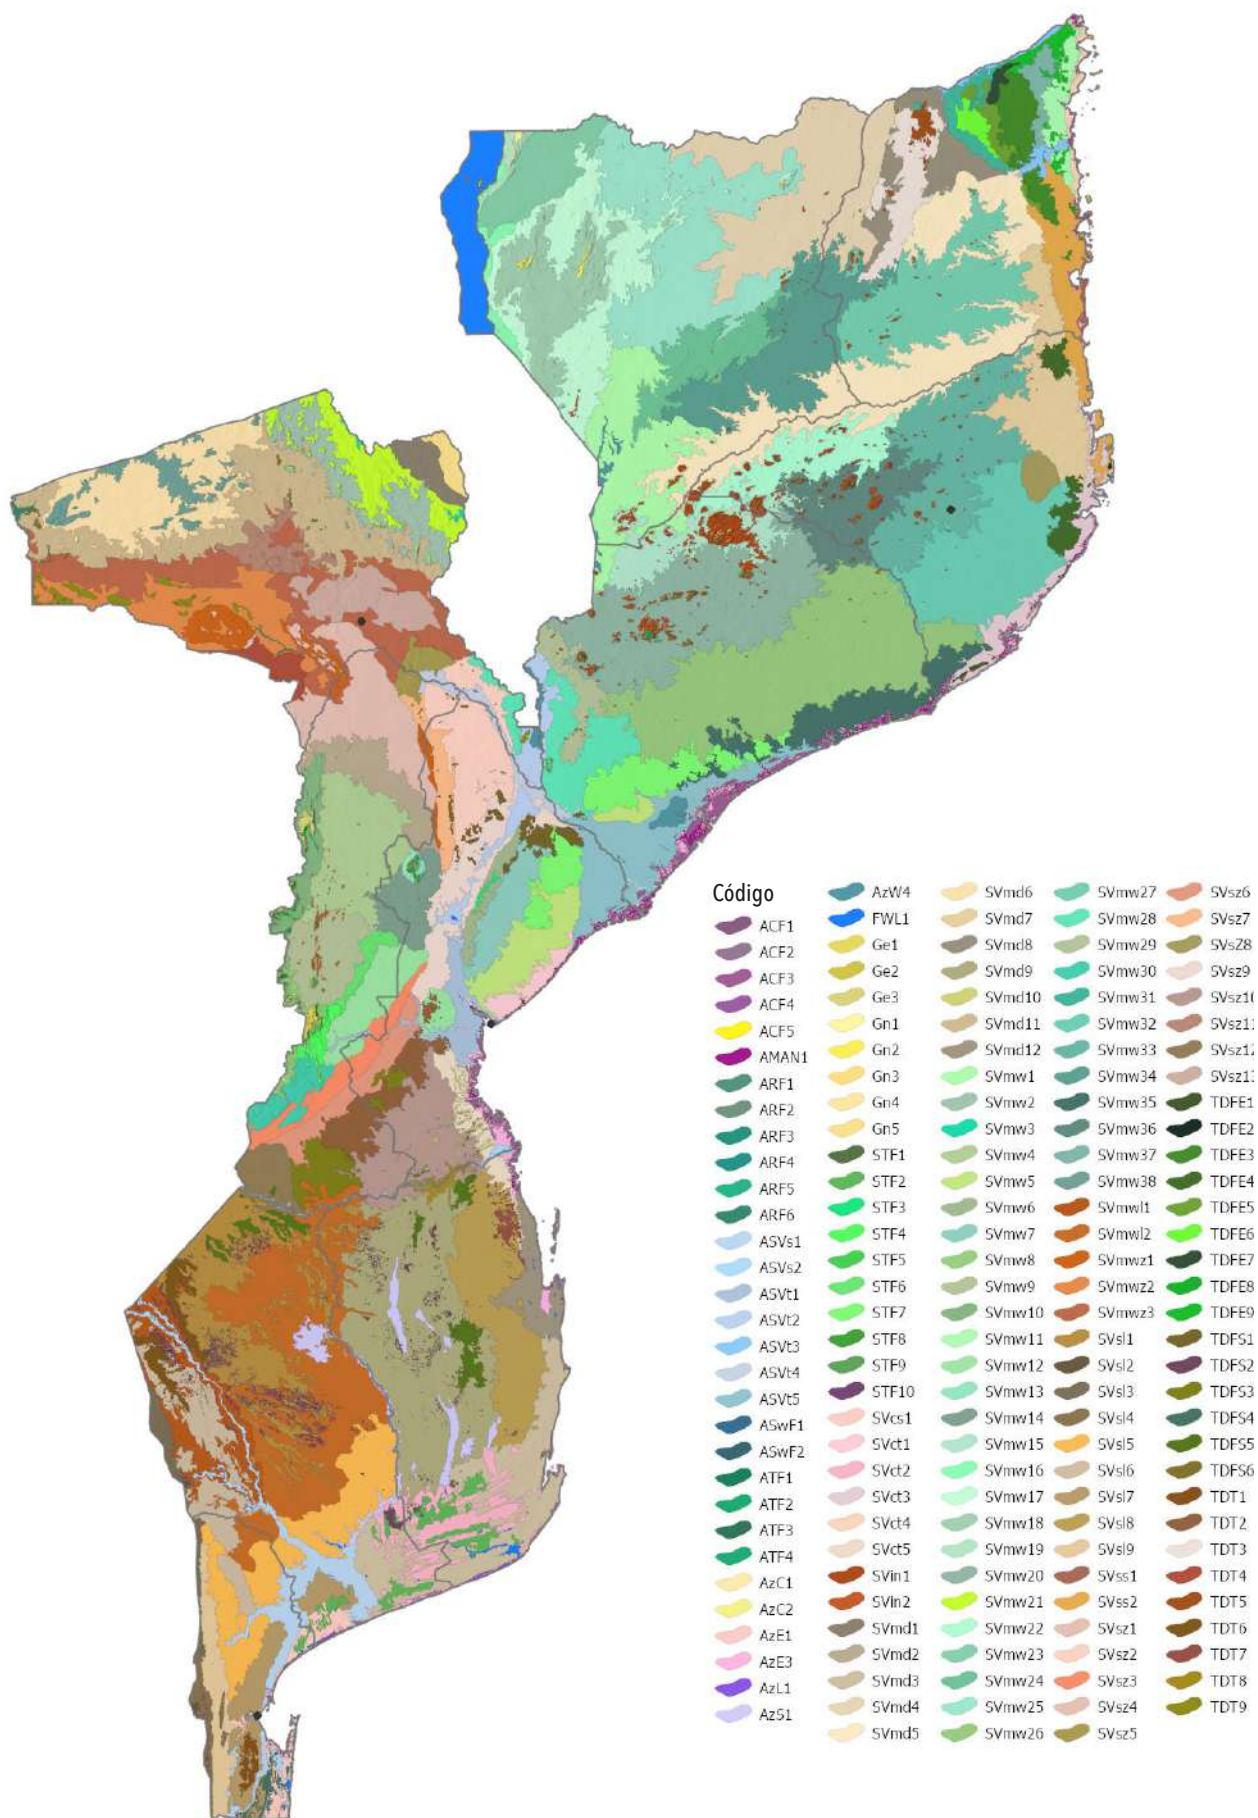 Código
ACF1
ACF2
ACF3
ACF4
ACF5
AMAN1
ARF1
ARF2
ARF3
ARF4
ARF5
ARF6
ASVs1
ASVs2
ASVt1
ASVt2
ASVt3
ASVt4
ASVt5
ASwF1
ASwF2
ATF1
ATF2
ATF3
ATF4
AzC1
AzC2
AzE1
AzE3
AzL1
AzS1
AzW4
FWL1
Ge1
Ge2
Ge3
Gn1
Gn2
Gn3
Gn4
Gn5
STF1
STF2
STF3
STF4
STF5
STF6
STF7
STF8
STF9
STF10
SVcs1
SVct1
SVct2
SVct3
SVct4
SVct5
SVin1
SVin2
SVmd1
SVmd2
SVmd3
SVmd4
SVmd5
SVmd6
SVmd7
SVmd8
SVmd9
SVmd10
SVmd11
SVmd12
SVmw1
SVmw2
SVmw3
SVmw4
SVmw5
SVmw6
SVmw7
SVmw8
SVmw9
SVmw10
SVmw11
SVmw12
SVmw13
SVmw14
SVmw15
SVmw16
SVmw17
SVmw18
SVmw19
SVmw20
SVmw21
SVmw22
SVmw23
SVmw24
SVmw25
SVmw26
SVmw27
SVmw28
SVmw29
SVmw30
SVmw31
SVmw32
SVmw33
SVmw34
SVmw35
SVmw36
SVmw37
SVmw38
SVmwl1
SVmwl2
SVmwz1
SVmwz2
SVmwz3
SVsl1
SVsl2
SVsl3
SVsl4
SVsl5
SVsl6
SVsl7
SVsl8
SVsl9
SVss1
SVss2
SVsz1
SVsz2
SVsz3
SVsz4
SVsz5
SVsz6
SVsz7
SVsZ8
SVsz9
SVsz10
SVsz11
SVsz12
SVsz13
TDFE1
TDFE2
TDFE3
TDFE4
TDFE5
TDFE6
TDFE7
TDFE8
TDFE9
TDFS1
TDFS2
TDFS3
TDFS4
TDFS5
TDFS6
TDT1
TDT2
TDT3
TDT4
TDT5
TDT6
TDT7
TDT8
TDT9